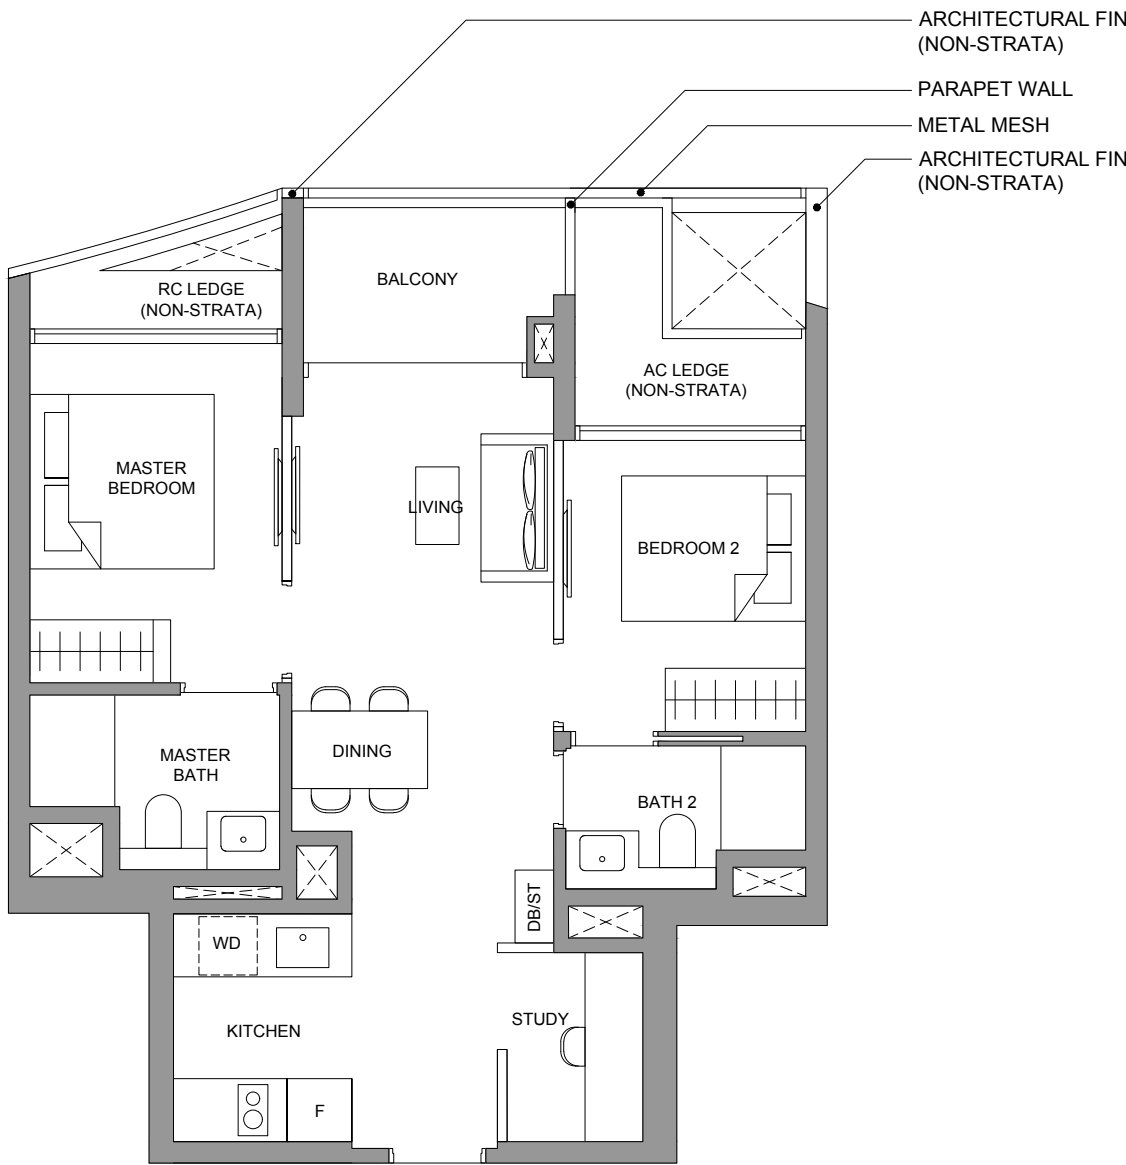 ARCHITECTURAL FIN
(NON-STRATA)
PARAPET WALL
METAL MESH
ARCHITECTURAL FIN
(NON-STRATA)
BALCONY
RC LEDGE
(NON-STRATA)
AC LEDGE
(NON-STRATA)
MASTER
BEDROOM
LIVING
BEDROOM 2
MASTER
BATH
DINING
BATH 2
DB/ST
WD
KITCHEN
STUDY
F